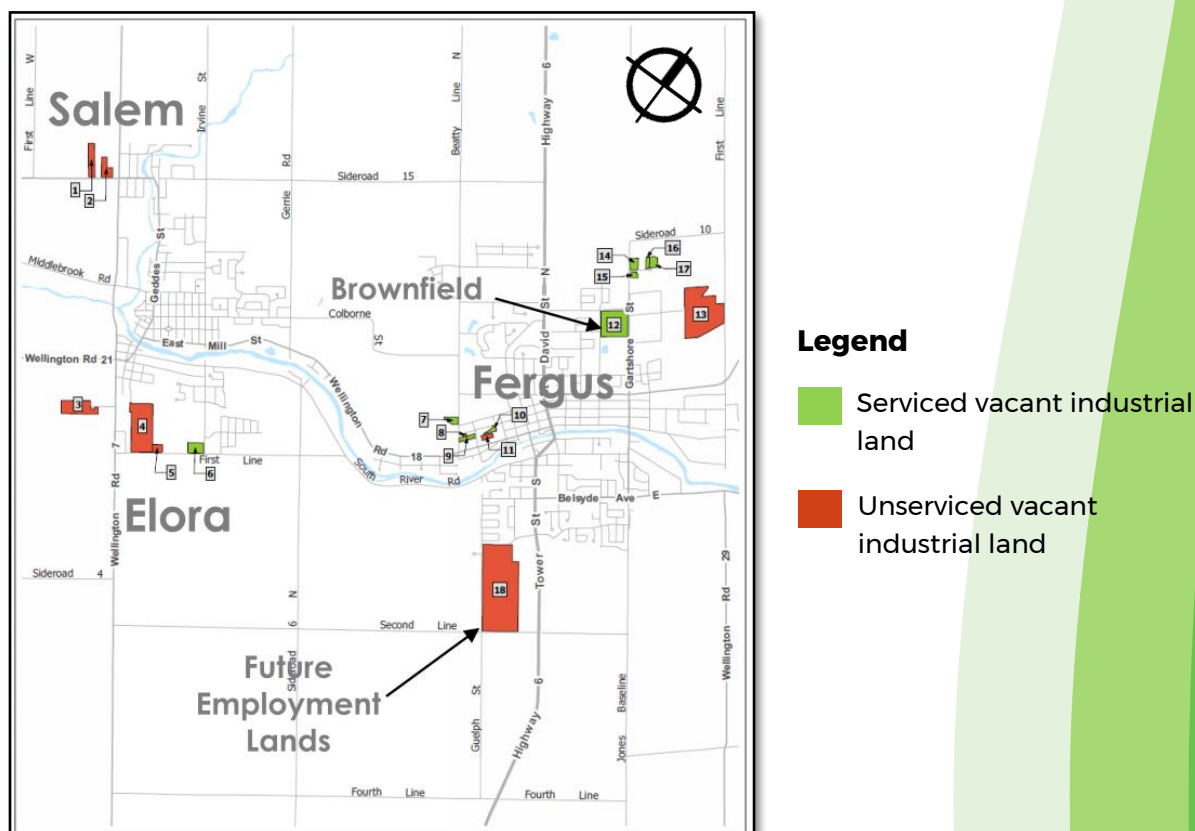 W
First Line
Salem
Irvine St
Beatty Line N
Highway 6
First Line
1
2
Sideroad 15
Gerrie Rd
Middlebrook Rd
Geddes St
Sideroad 10
14
16
15
17
Brownfield
Colborne St
12
13
Gartshore St
David St N
East Mill St
Wellington Rd 21
Wellington Rd 18
Fergus
3
4
5
6
7
8
9
10
11
First Line
South River Rd
Belsyde Ave E
Elora
Wellington Rd 7
Sideroad 4
Tower St S
18
Second Line
Sideroad 6 N
Wellington Rd 29
Future
Employment
Lands
Guelph St
Highway 6
Jones Baseline
Fourth Line
Fourth Line
Legend
Serviced vacant industrial
land
Unserviced vacant
industrial land